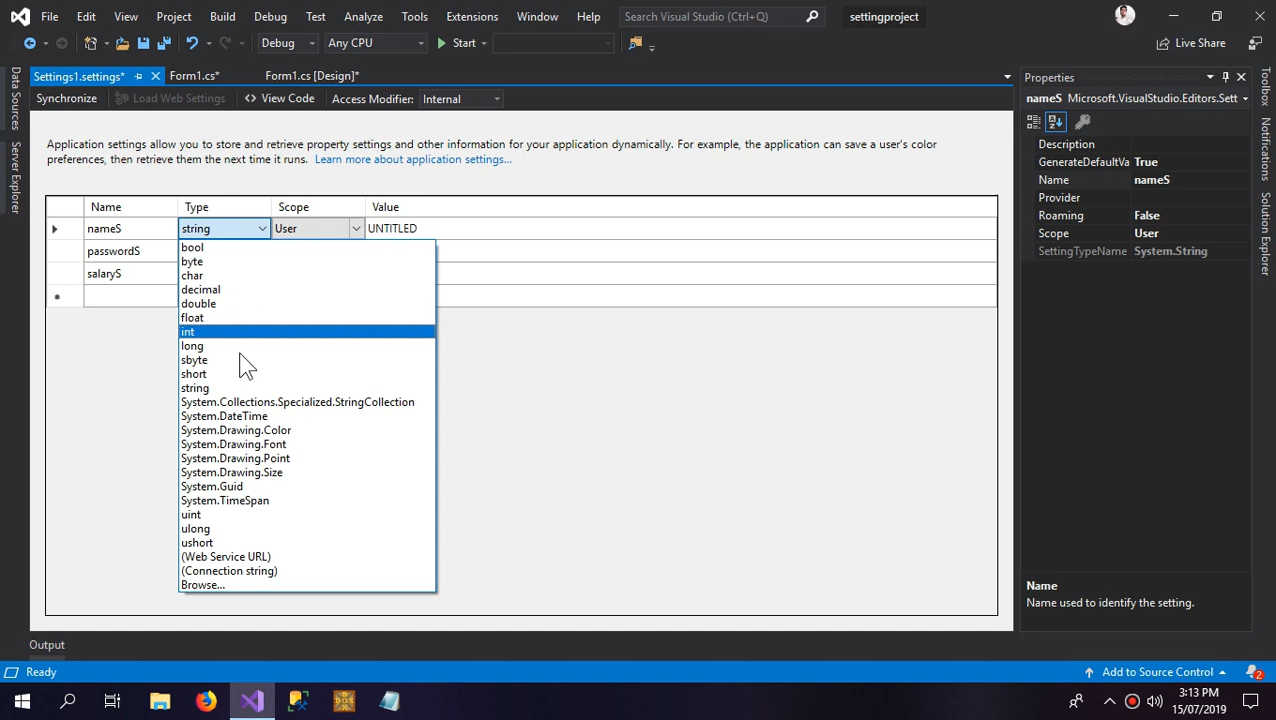 File Edit View Project Build Debug Test Analyze Tools Extensions Window Help Search Visual Studio (Ctrl+Q) settingproject
Debug Any CPU Start Live Share
Data Sources
Server Explorer
Settings1.settings* Form1.cs* Form1.cs [Design]*
Synchronize Load Web Settings <> View Code Access Modifier: Internal
Application settings allow you to store and retrieve property settings and other information for your application dynamically. For example, the application can save a user's color
preferences, then retrieve them the next time it runs. Learn more about application settings...
Name Type Scope Value
nameS string User UNTITLED
passwordS
salaryS
*
bool
byte
char
decimal
double
float
int
long
sbyte
short
string
System.Collections.Specialized.StringCollection
System.DateTime
System.Drawing.Color
System.Drawing.Font
System.Drawing.Point
System.Drawing.Size
System.Guid
System.TimeSpan
uint
ulong
ushort
(Web Service URL)
(Connection string)
Browse...
Properties
nameS Microsoft.VisualStudio.Editors.Sett
Description
GenerateDefaultVa True
Name nameS
Provider
Roaming False
Scope User
SettingTypeName System.String
Name
Name used to identify the setting.
Toolbox
Notifications
Solution Explorer
Output
Ready Add to Source Control 2
DOS BOX
3:13 PM
15/07/2019